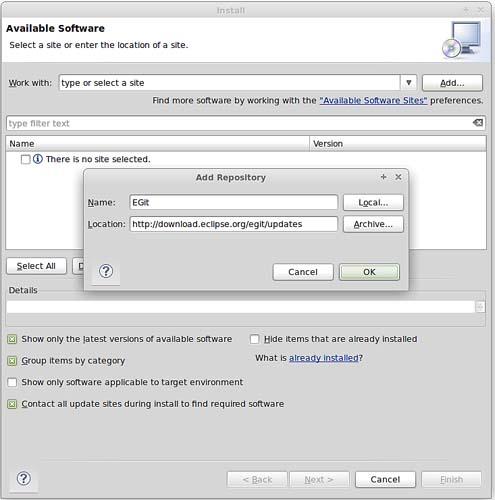 Install
Available Software
Select a site or enter the location of a site.
Work with: type or select a site Add...
Find more software by working with the "Available Software Sites" preferences.
type filter text
Name Version
There is no site selected.
Add Repository
Name: EGit Local...
Location: http://download.eclipse.org/egit/updates Archive...
? Cancel OK
Select All D
Details
Show only the latest versions of available software Hide items that are already installed
Group items by category What is already installed?
Show only software applicable to target environment
Contact all update sites during install to find required software
? < Back Next > Cancel Finish